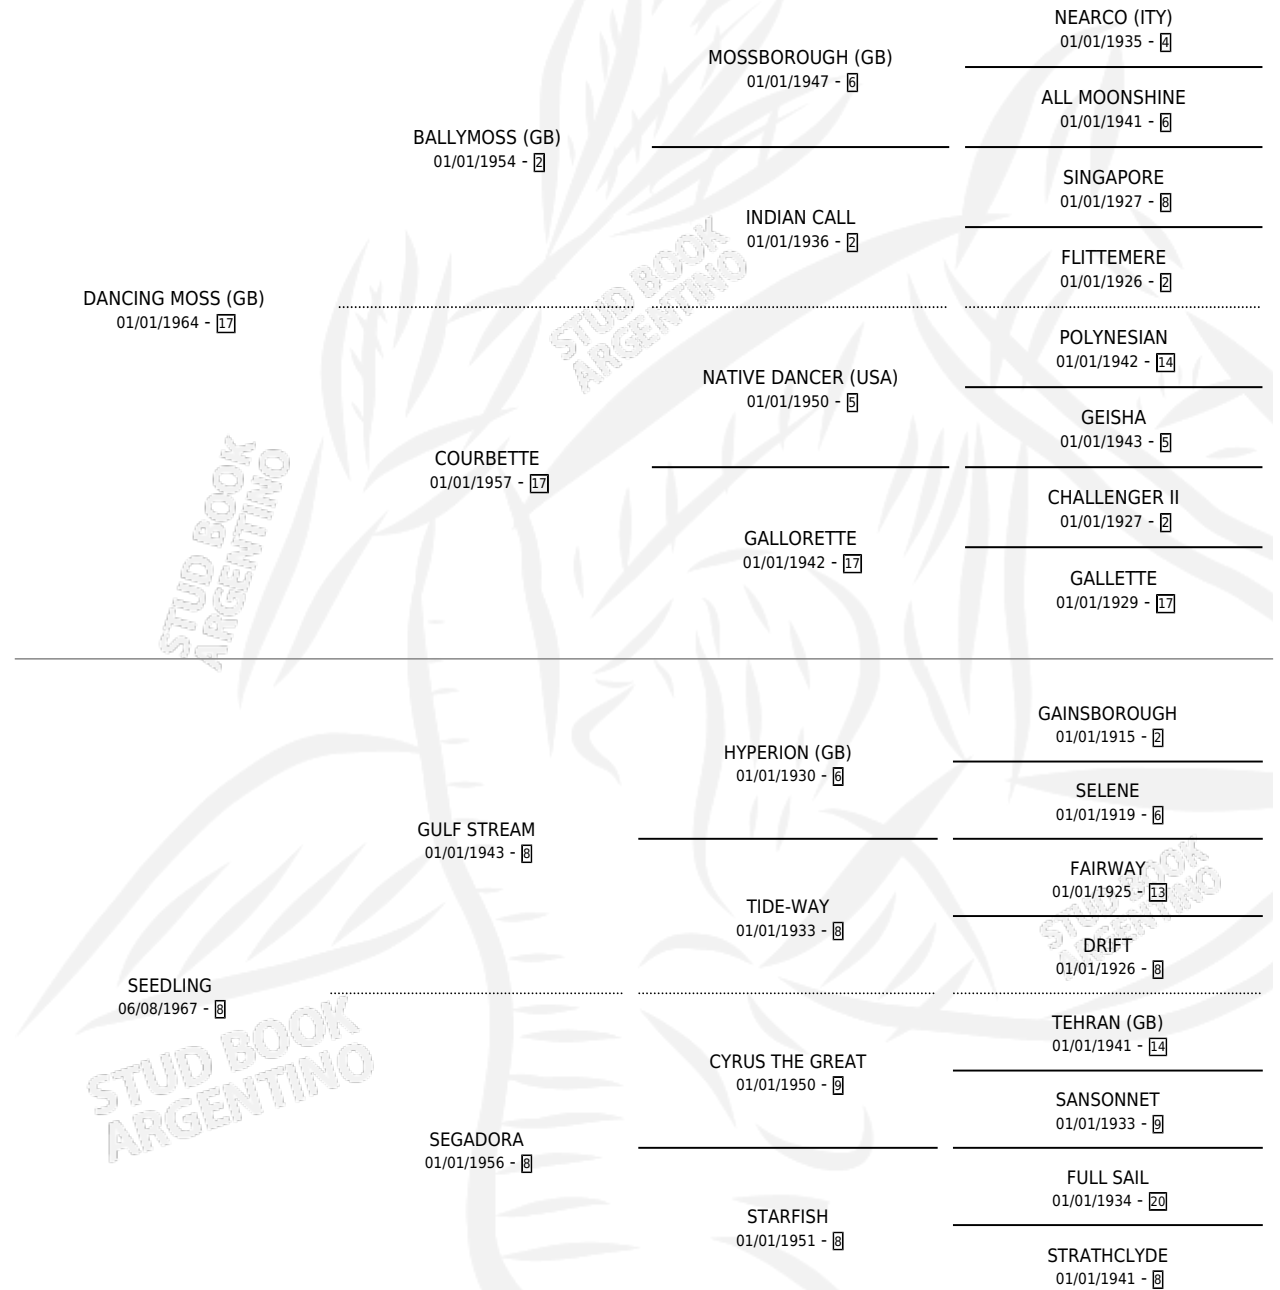 NEARCO (ITY)
01/01/1935 - 4
MOSSBOROUGH (GB)
01/01/1947 - 6
ALL MOONSHINE
01/01/1941 - 6
BALLYMOSS (GB)
01/01/1954 - 2
SINGAPORE
01/01/1927 - 8
INDIAN CALL
01/01/1936 - 2
FLITTEMERE
01/01/1926 - 2
DANCING MOSS (GB)
01/01/1964 - 17
POLYNESIAN
01/01/1942 - 14
NATIVE DANCER (USA)
01/01/1950 - 5
GEISHA
01/01/1943 - 5
COURBETTE
01/01/1957 - 17
CHALLENGER II
01/01/1927 - 2
GALLORETTE
01/01/1942 - 17
GALLETTE
01/01/1929 - 17
GAINSBOROUGH
01/01/1915 - 2
HYPERION (GB)
01/01/1930 - 6
SELENE
01/01/1919 - 6
GULF STREAM
01/01/1943 - 8
FAIRWAY
01/01/1925 - 13
TIDE-WAY
01/01/1933 - 8
DRIFT
01/01/1926 - 8
SEEDLING
06/08/1967 - 8
TEHRAN (GB)
01/01/1941 - 14
CYRUS THE GREAT
01/01/1950 - 9
SANSONNET
01/01/1933 - 9
SEGADORA
01/01/1956 - 8
FULL SAIL
01/01/1934 - 20
STARFISH
01/01/1951 - 8
STRATHCLYDE
01/01/1941 - 8
STUD BOOK
ARGENTINO
STUD BOOK
ARGENTINO
STUD BOOK
ARGENTINO
STUD BOOK
ARGENTINO